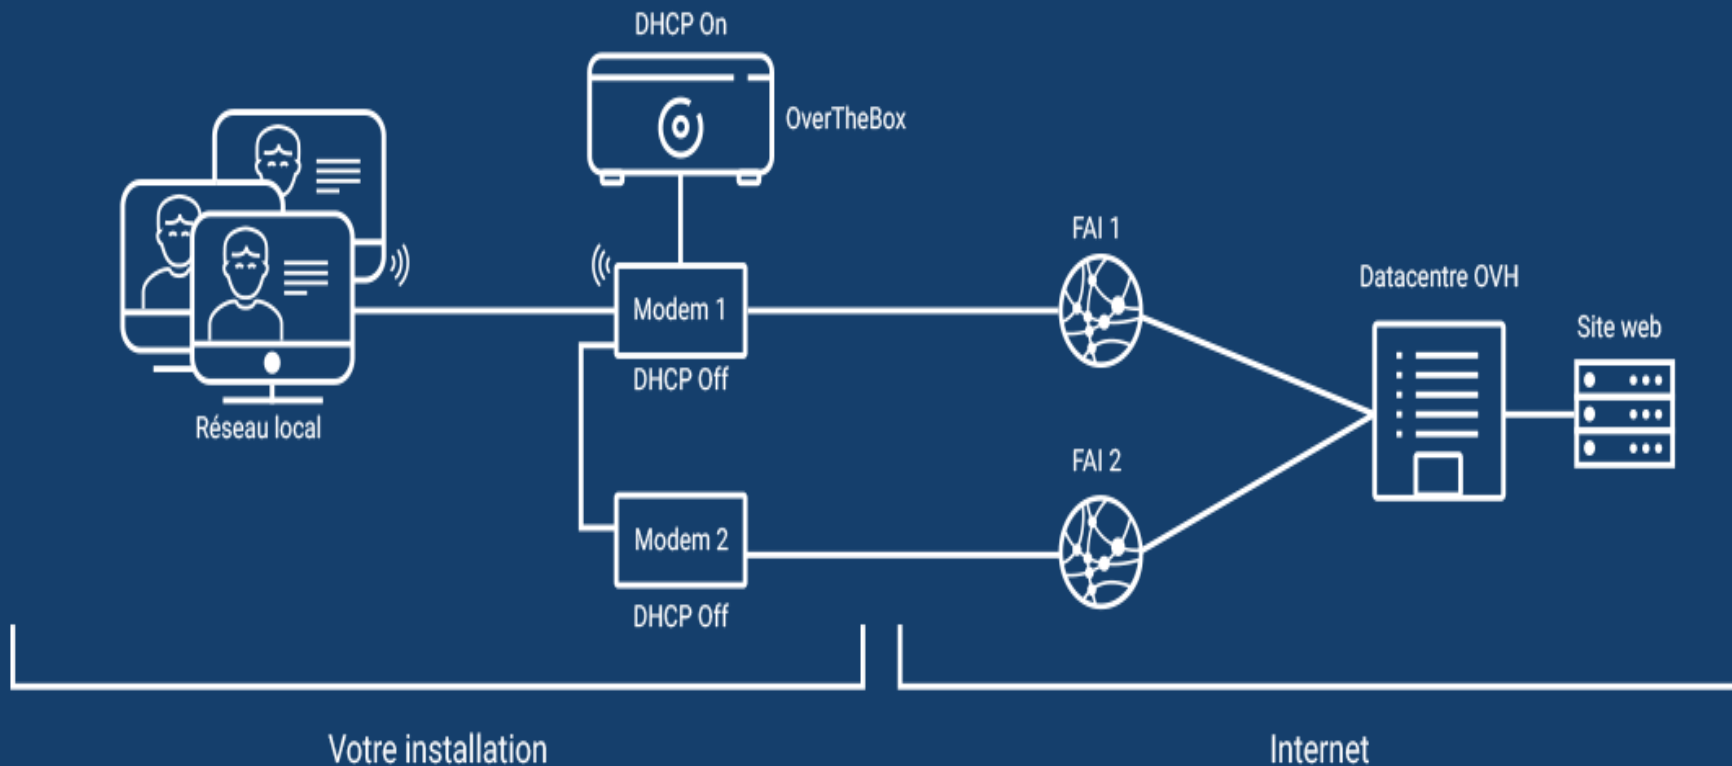 DHCP On
OverTheBox
FAI 1
Datacentre OVH
Site web
Modem 1
DHCP Off
Réseau local
FAI 2
Modem 2
DHCP Off
Votre installation
Internet